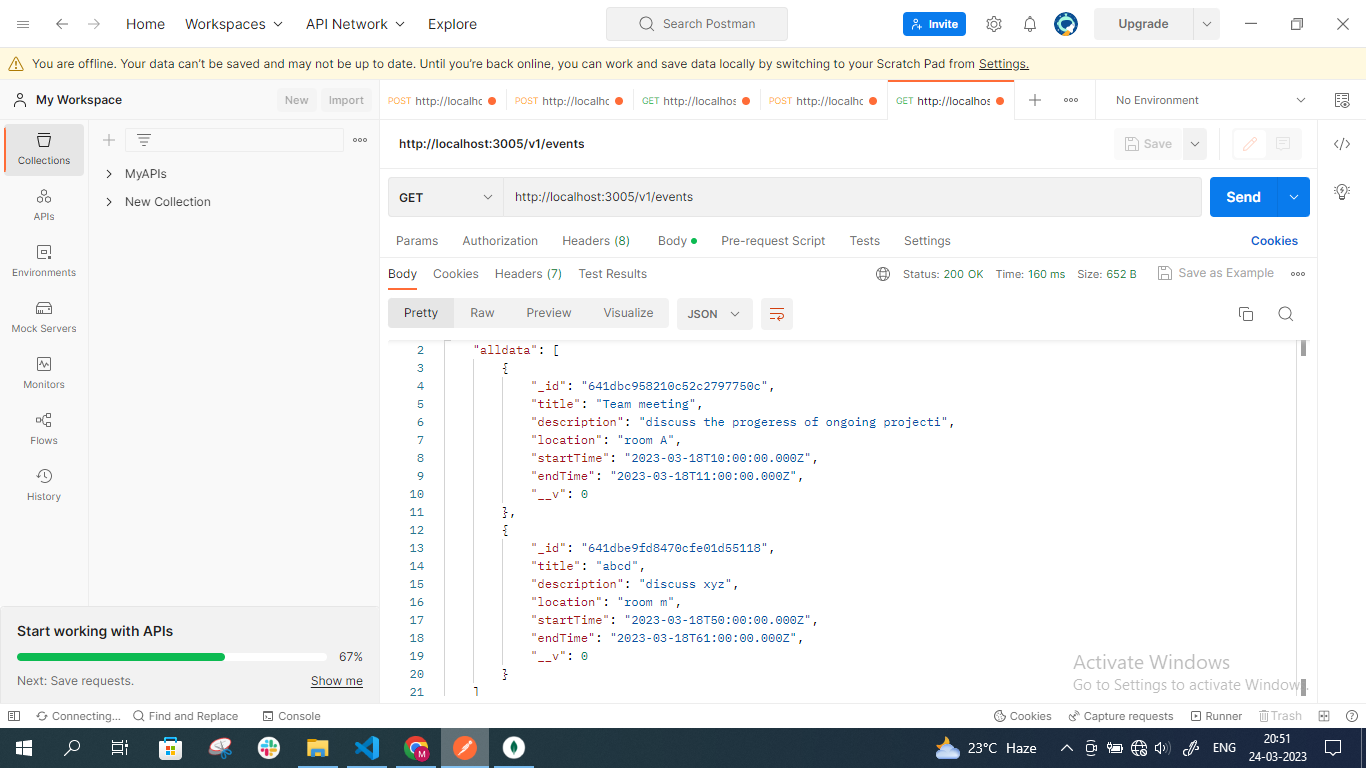 Home Workspaces API Network Explore Search Postman Invite Upgrade
You are offline. Your data can't be saved and may not be up to date. Until you're back online, you can work and save data locally by switching to your Scratch Pad from Settings.
My Workspace New Import POST http://localhc POST http://localhc GET http://localhos POST http://localhc GET http://localhos No Environment
Collections
APIs
Environments
Mock Servers
Monitors
Flows
History
MyAPIs
New Collection
http://localhost:3005/v1/events Save
GET http://localhost:3005/v1/events Send
Params Authorization Headers (8) Body Pre-request Script Tests Settings Cookies
Body Cookies Headers (7) Test Results Status: 200 OK Time: 160 ms Size: 652 B Save as Example
Pretty Raw Preview Visualize JSON
2 "alldata": [
3 {
4 "_id": "641dbc958210c52c2797750c",
5 "title": "Team meeting",
6 "description": "discuss the progeress of ongoing projecti",
7 "location": "room A",
8 "startTime": "2023-03-18T10:00:00.000Z",
9 "endTime": "2023-03-18T11:00:00.000Z",
10 "__v": 0
11 },
12 {
13 "_id": "641dbe9fd8470cfe01d55118",
14 "title": "abcd",
15 "description": "discuss xyz",
16 "location": "room m",
17 "startTime": "2023-03-18T50:00:00.000Z",
18 "endTime": "2023-03-18T61:00:00.000Z",
19 "__v": 0
20 }
21 ]
Start working with APIs
67%
Next: Save requests. Show me
Activate Windows
Go to Settings to activate Windows.
Connecting... Find and Replace Console Cookies Capture requests Runner Trash
23°C Haze ENG 20:51
24-03-2023